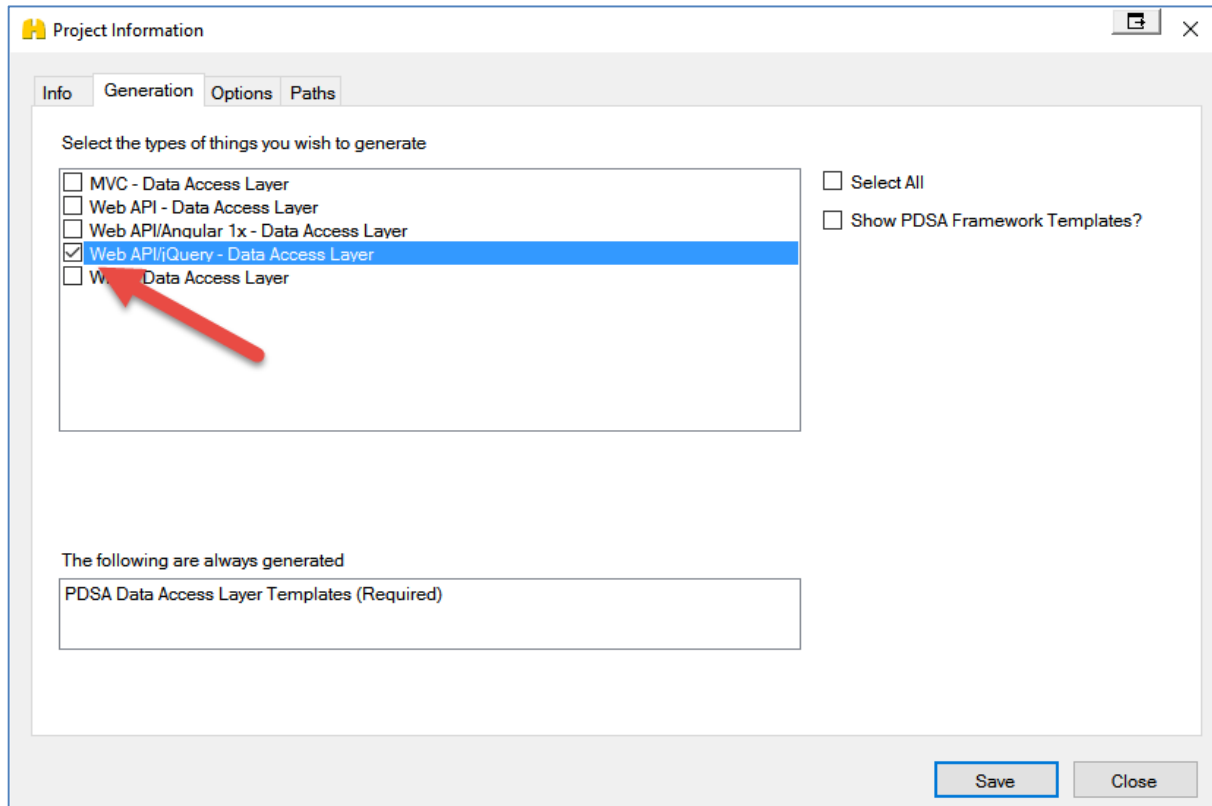 Project Information
Info Generation Options Paths
Select the types of things you wish to generate
MVC - Data Access Layer
Web API - Data Access Layer
Web API/Angular 1x - Data Access Layer
Web API/jQuery - Data Access Layer
Data Access Layer
Select All
Show PDSA Framework Templates?
The following are always generated
PDSA Data Access Layer Templates (Required)
Save Close